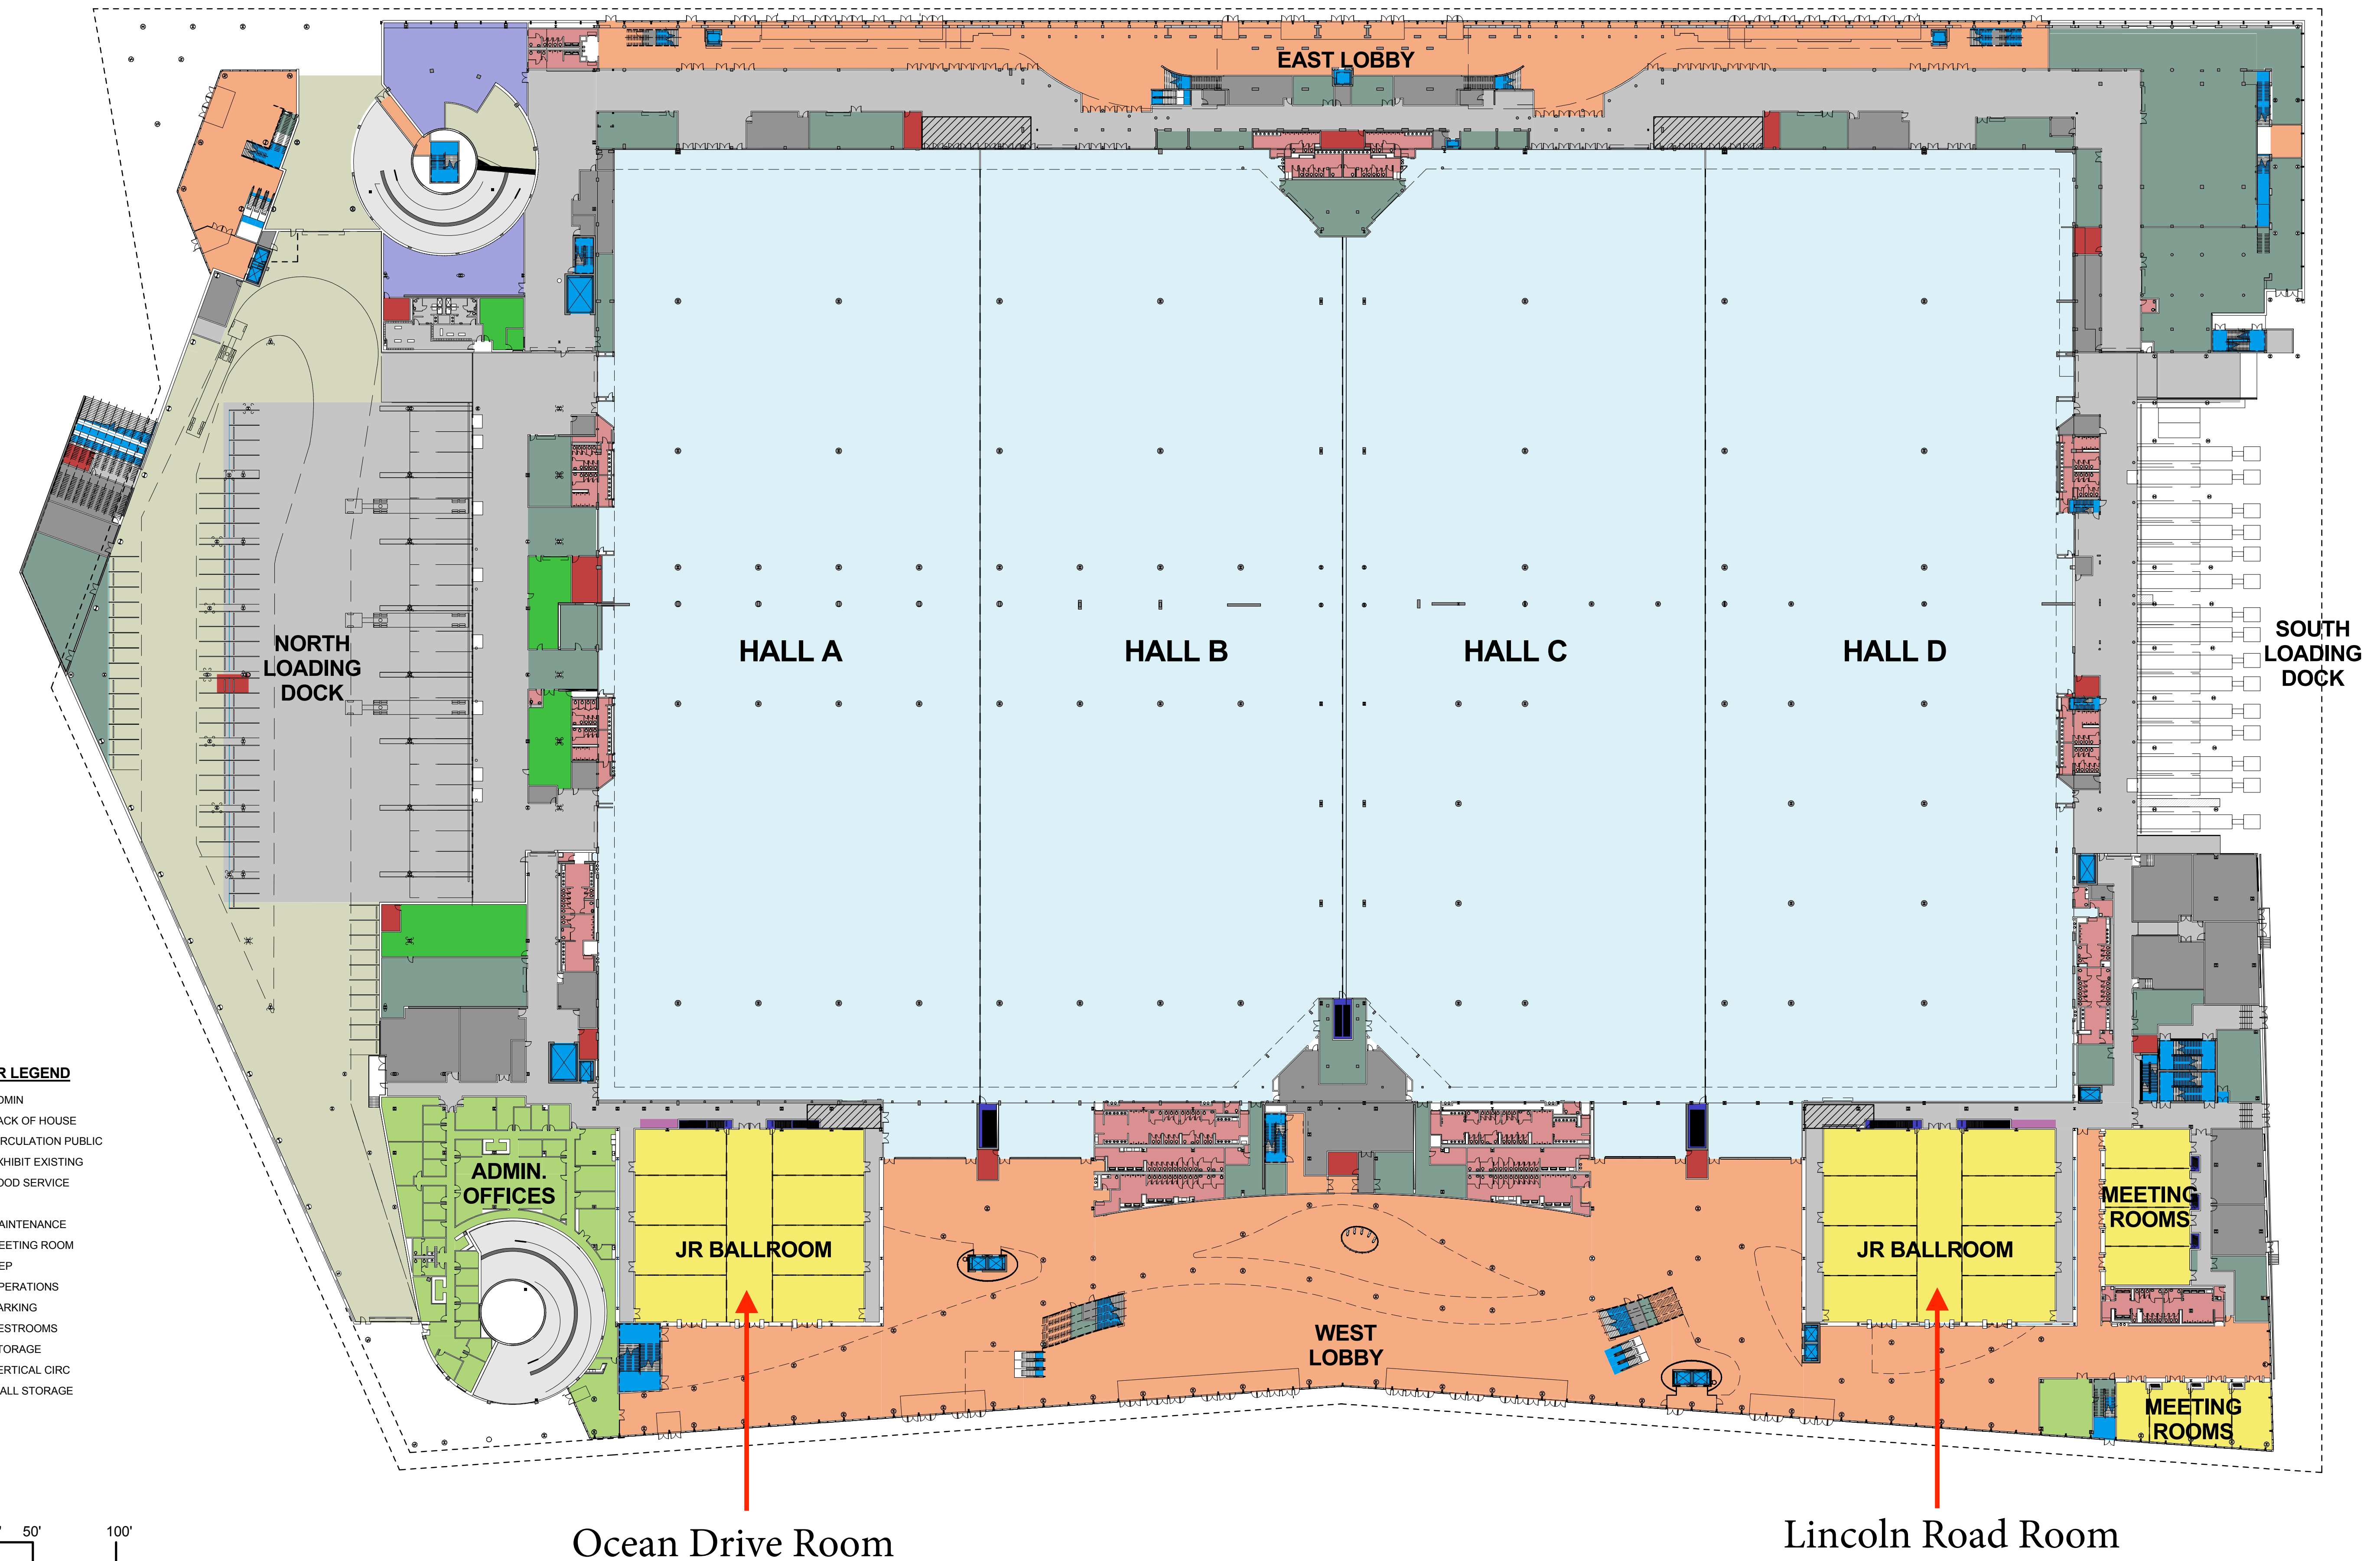 EAST LOBBY
NORTH
LOADING
DOCK
HALL A
HALL B
HALL C
HALL D
SOUTH
LOADING
DOCK
R LEGEND
DMIN
ACK OF HOUSE
IRCULATION PUBLIC
XHIBIT EXISTING
OOD SERVICE
AINTENANCE
EETING ROOM
EP
PERATIONS
ARKING
ESTROOMS
TORAGE
ERTICAL CIRC
ALL STORAGE
ADMIN.
OFFICES
JR BALLROOM
WEST
LOBBY
JR BALLROOM
MEETING
ROOMS
MEETING
ROOMS
50' 100'
Ocean Drive Room
Lincoln Road Room